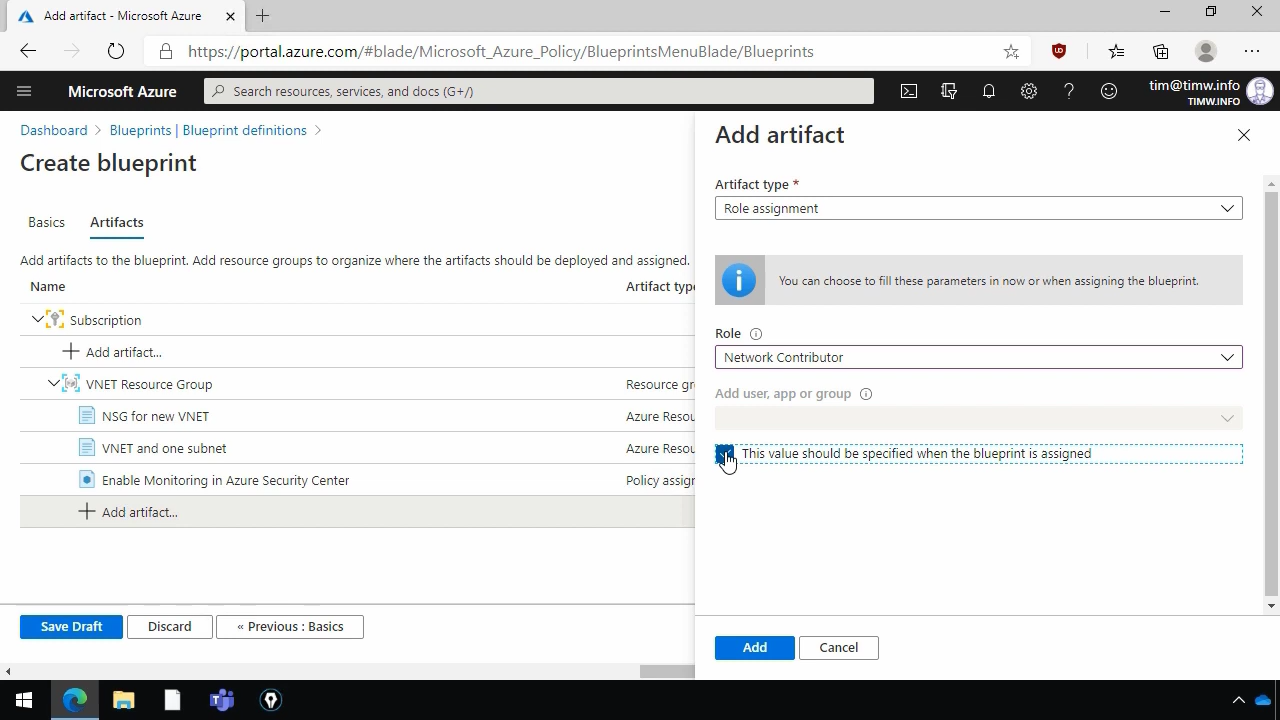 Add artifact - Microsoft Azure
https://portal.azure.com/#blade/Microsoft_Azure_Policy/BlueprintsMenuBlade/Blueprints
Microsoft Azure
Search resources, services, and docs (G+/)
tim@timw.info
TIMW.INFO
Dashboard > Blueprints | Blueprint definitions >
Create blueprint
Basics Artifacts
Add artifacts to the blueprint. Add resource groups to organize where the artifacts should be deployed and assigned.
Name Artifact type
Subscription
Add artifact...
VNET Resource Group Resource gr
NSG for new VNET Azure Resou
VNET and one subnet Azure Resou
Enable Monitoring in Azure Security Center Policy assign
Add artifact...
Save Draft Discard « Previous : Basics
Add artifact
Artifact type *
Role assignment
You can choose to fill these parameters in now or when assigning the blueprint.
Role
Network Contributor
Add user, app or group
This value should be specified when the blueprint is assigned
Add Cancel